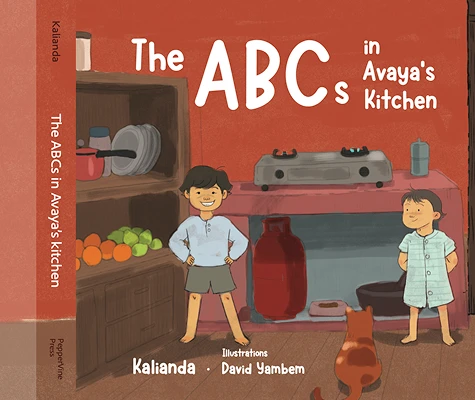 Kalianda
The ABCs in Avaya's kitchen
PepperVine
Press
The ABCs
in
Avaya's
Kitchen
Illustrations
Kalianda · David Yambem